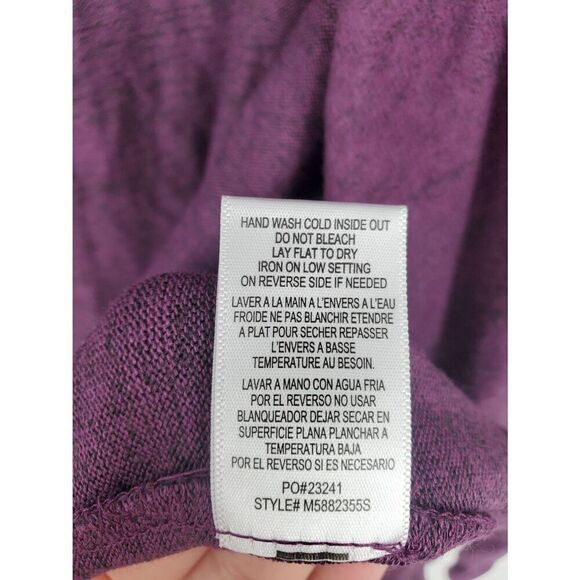 HAND WASH COLD INSIDE OUT
DO NOT BLEACH
LAY FLAT TO DRY
IRON ON LOW SETTING
ON REVERSE SIDE IF NEEDED
LAVER A LA MAIN A L'ENVERS A L'EAU
FROIDE NE PAS BLANCHIR ETENDRE
A PLAT POUR SECHER REPASSER
L'ENVERS A BASSE
TEMPERATURE AU BESOIN.
LAVAR A MANO CON AGUA FRIA
POR EL REVERSO NO USAR
BLANQUEADOR DEJAR SECAR EN
SUPERFICIE PLANA PLANCHAR A
TEMPERATURA BAJA
POR EL REVERSO SI ES NECESARIO
PO#23241
STYLE# M5882355S